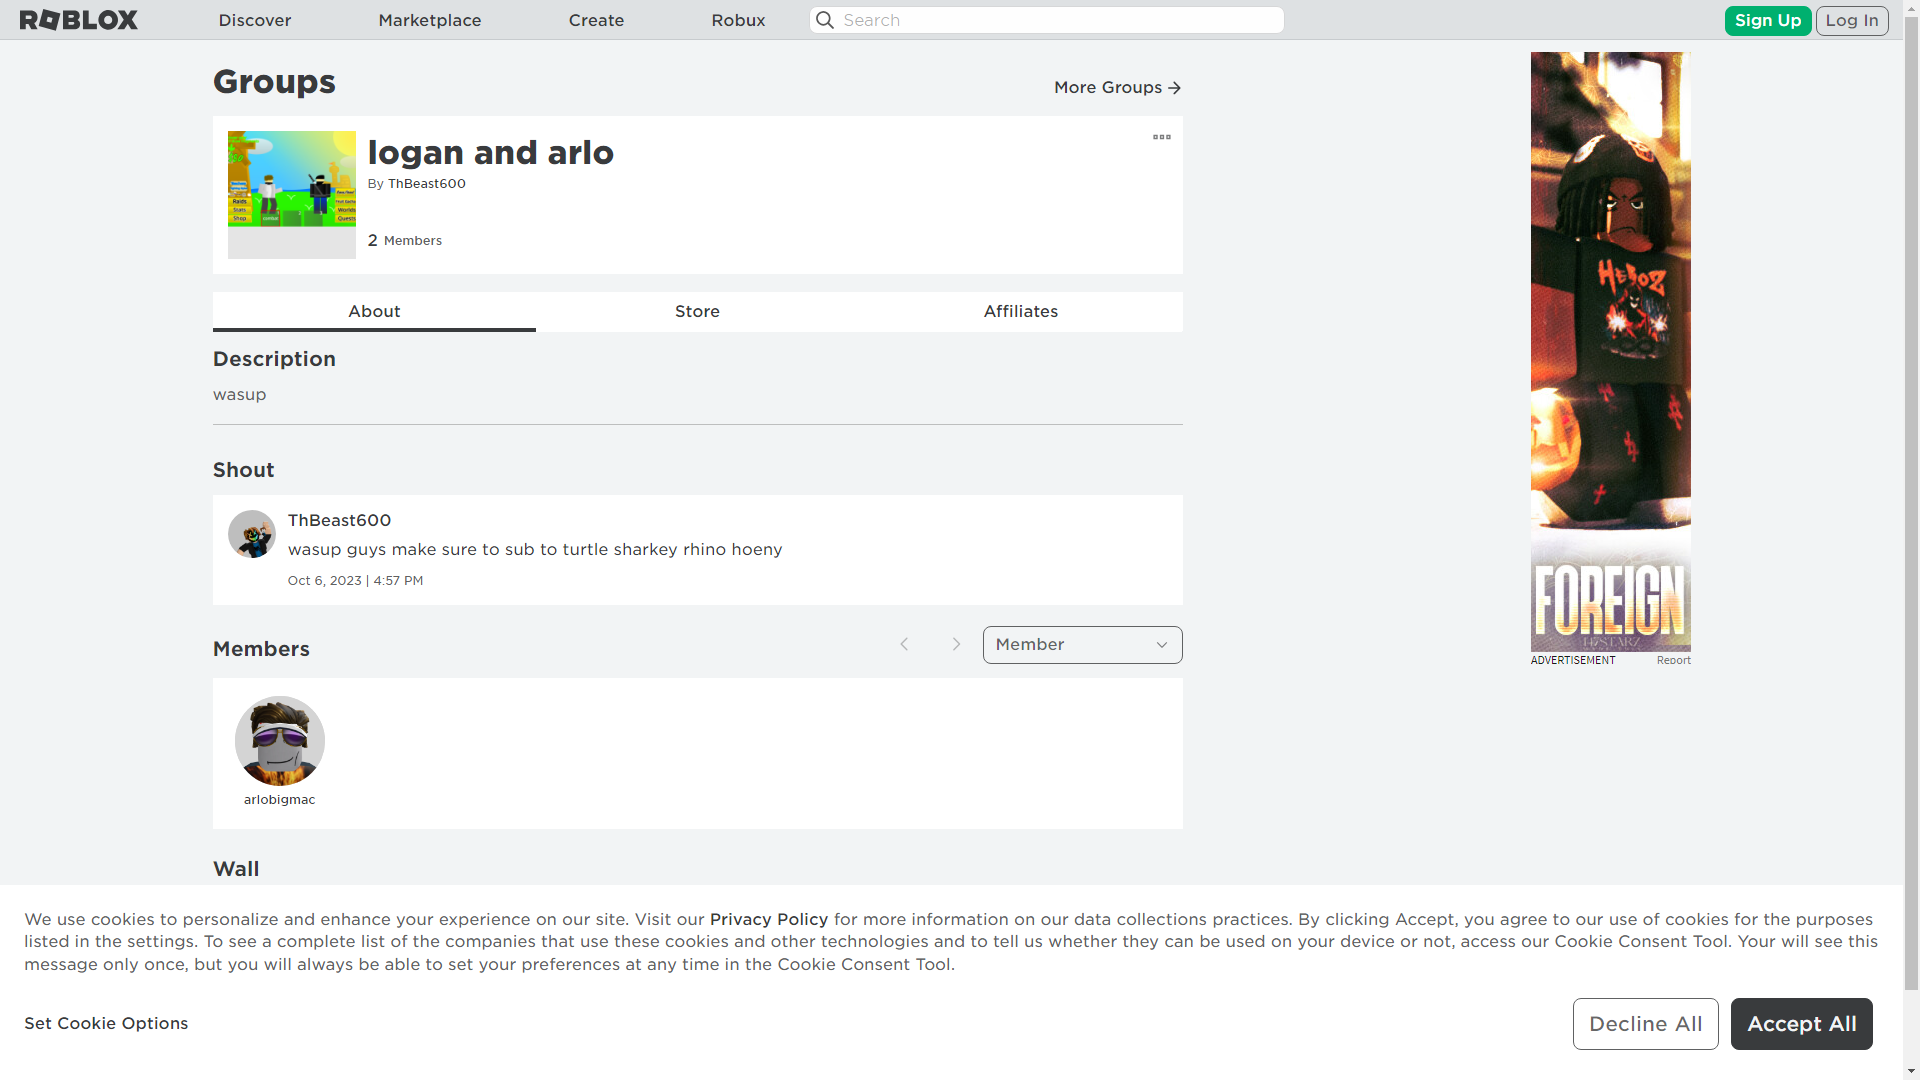 ROBLOX
Discover
Marketplace
Create
Robux
Search
Sign Up
Log In
Groups
More Groups
logan and arlo
By ThBeast600
2 Members
Raids
Stars
Shop
Worlds
Quests
About
Store
Affiliates
Description
wasup
Shout
ThBeast600
wasup guys make sure to sub to turtle sharkey rhino hoeny
Oct 6, 2023 | 4:57 PM
Members
Member
arlobigmac
Wall
HEROZ
FOREIGN
ADVERTISEMENT
Report
We use cookies to personalize and enhance your experience on our site. Visit our Privacy Policy for more information on our data collections practices. By clicking Accept, you agree to our use of cookies for the purposes
listed in the settings. To see a complete list of the companies that use these cookies and other technologies and to tell us whether they can be used on your device or not, access our Cookie Consent Tool. Your will see this
message only once, but you will always be able to set your preferences at any time in the Cookie Consent Tool.
Set Cookie Options
Decline All
Accept All